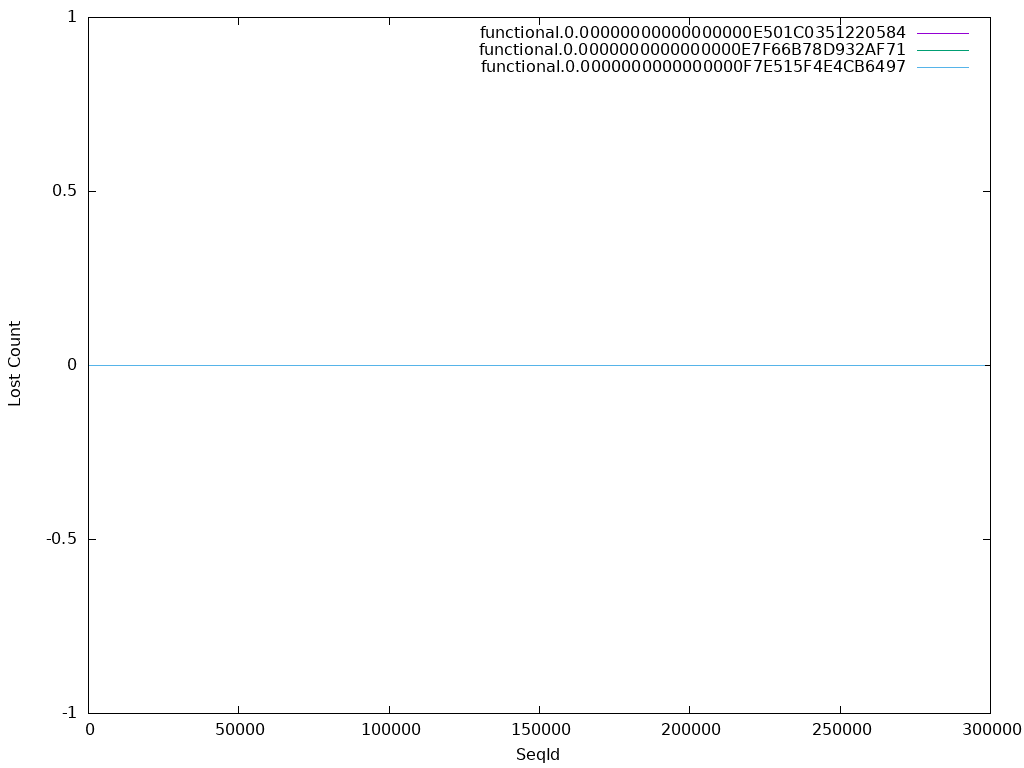 1
functional.0.00000000000000000E501C0351220584
functional.0.0000000000000000E7F66B78D932AF71
functional.0.0000000000000000F7E515F4E4CB6497
0.5
Lost Count
0
-0.5
-1
0 50000 100000 150000 200000 250000 300000
SeqId